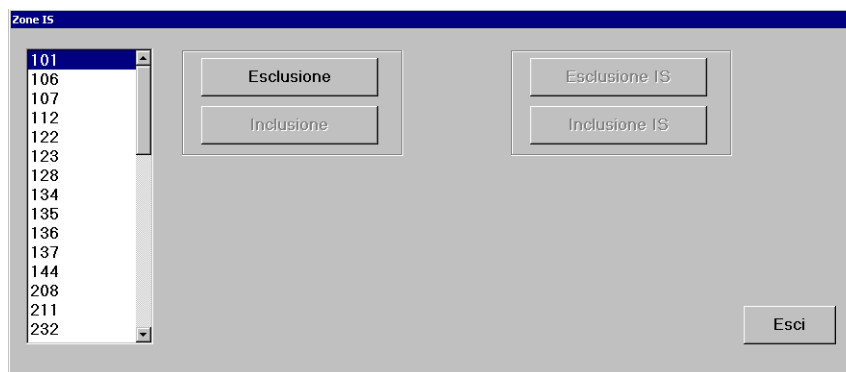 Zone IS
101
106
107
112
122
123
128
134
135
136
137
144
208
211
232
Esclusione
Inclusione
Esclusione IS
Inclusione IS
Esci